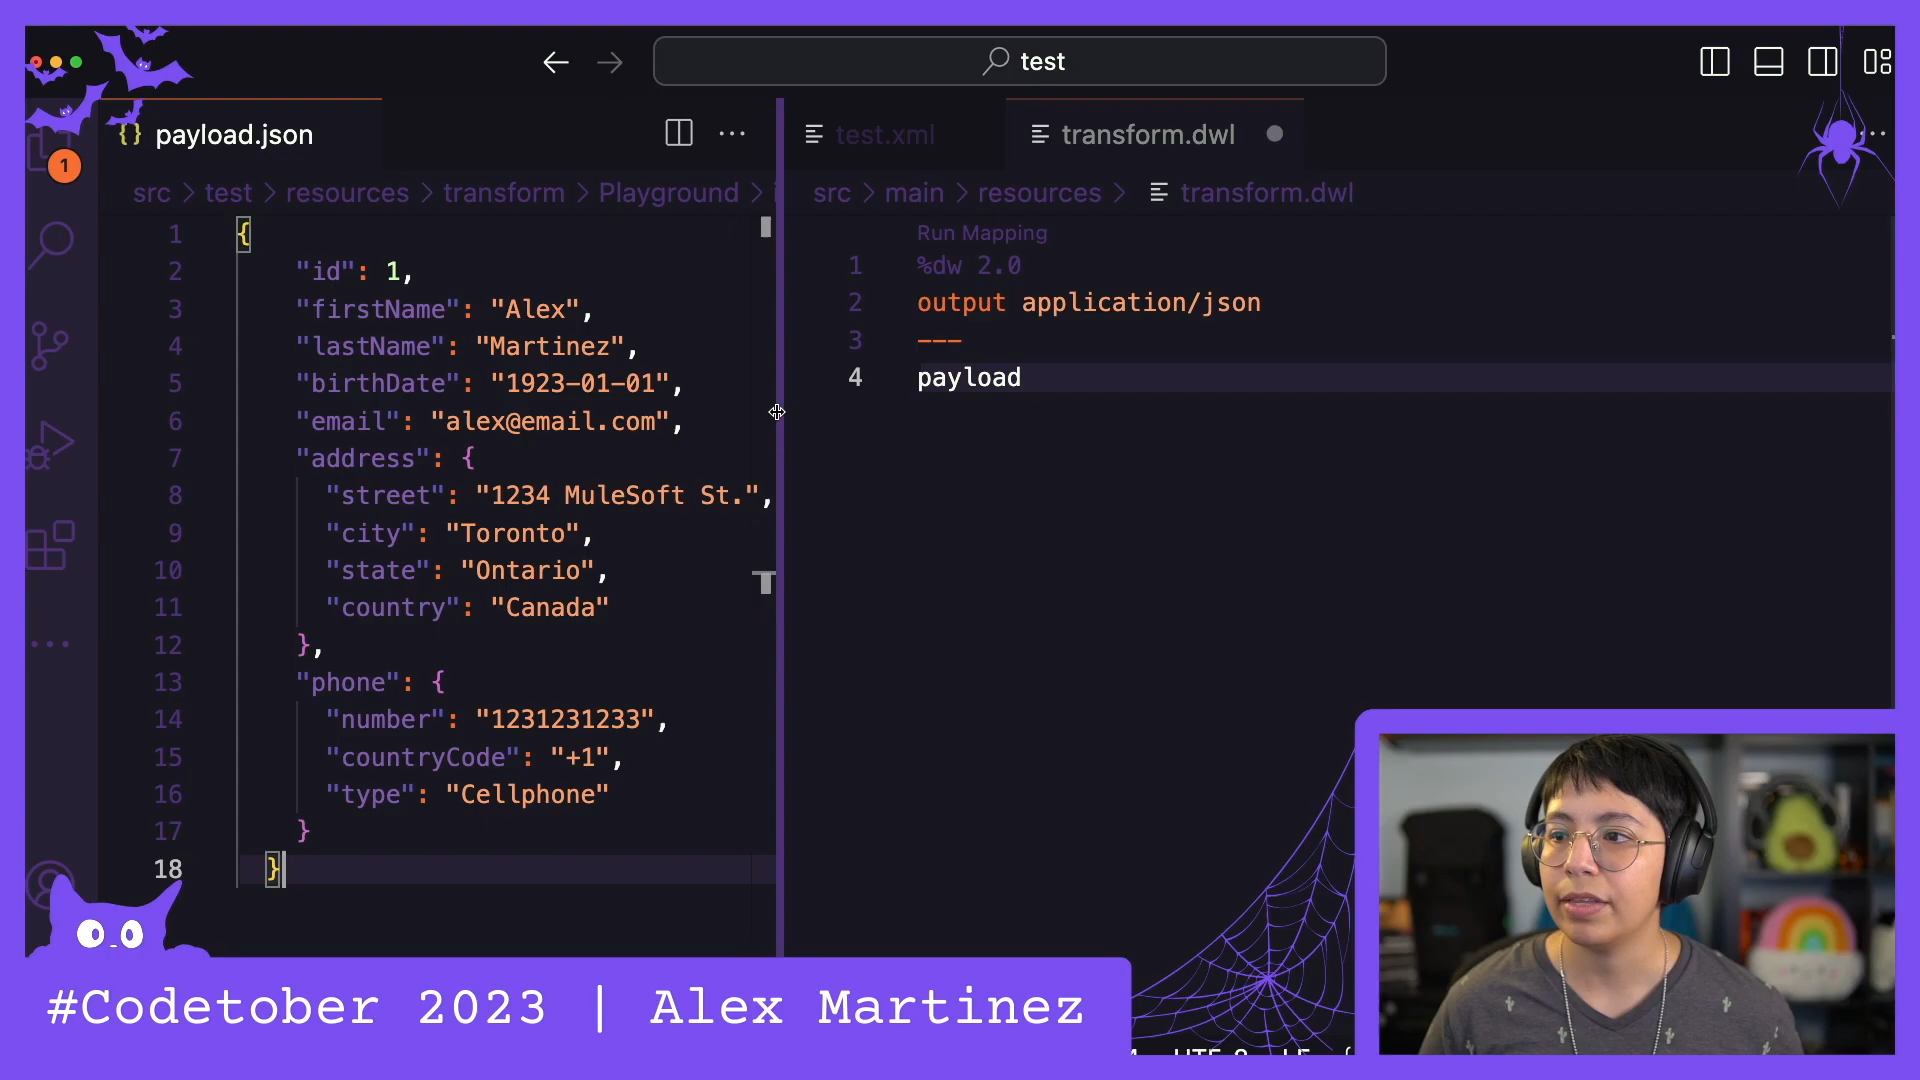 test
payload.json
1
src > test > resources > transform > Playground >
1 {
2 "id": 1,
3 "firstName": "Alex",
4 "lastName": "Martinez",
5 "birthDate": "1923-01-01",
6 "email": "alex@email.com",
7 "address": {
8 "street": "1234 MuleSoft St.",
9 "city": "Toronto",
10 "state": "Ontario",
11 "country": "Canada"
12 },
13 "phone": {
14 "number": "1231231233",
15 "countryCode": "+1",
16 "type": "Cellphone"
17 }
18 }
test.xml
transform.dwl
src > main > resources > transform.dwl
Run Mapping
1 %dw 2.0
2 output application/json
3 ---
4 payload
#Codetober 2023 | Alex Martinez